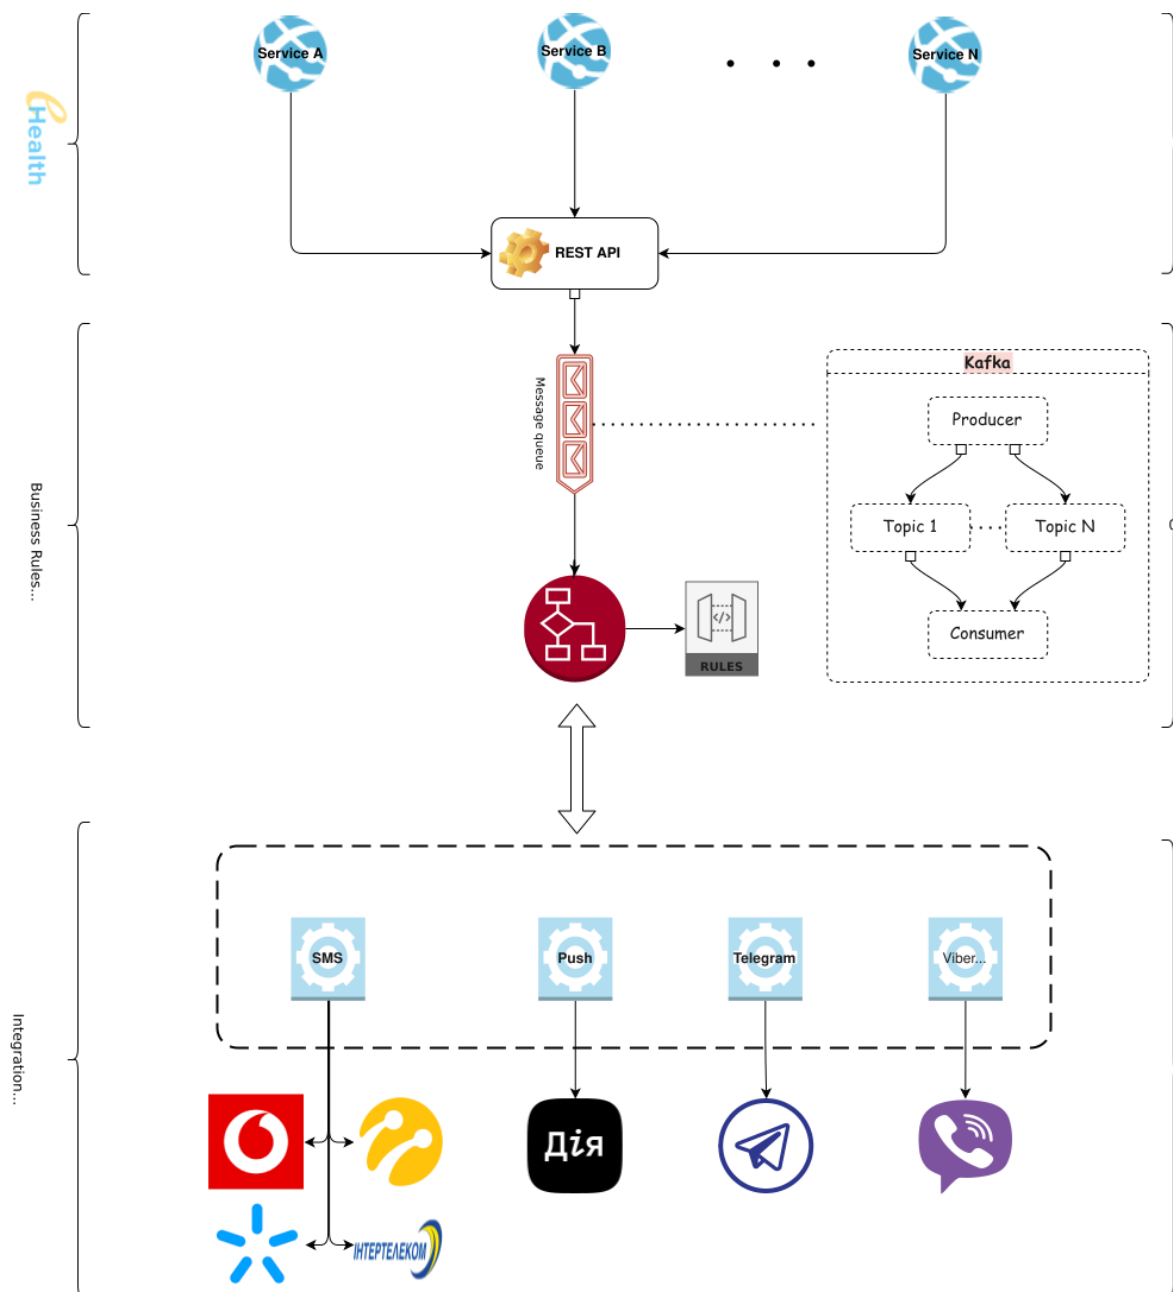 Service A
Service B
Service N
eHealth
REST API
Message queue
Kafka
Producer
Topic 1
Topic N
Consumer
Business Rules...
RULES
SMS
Push
Telegram
Viber...
Integration...
Дія
ІНТЕРТЕЛЕКОМ